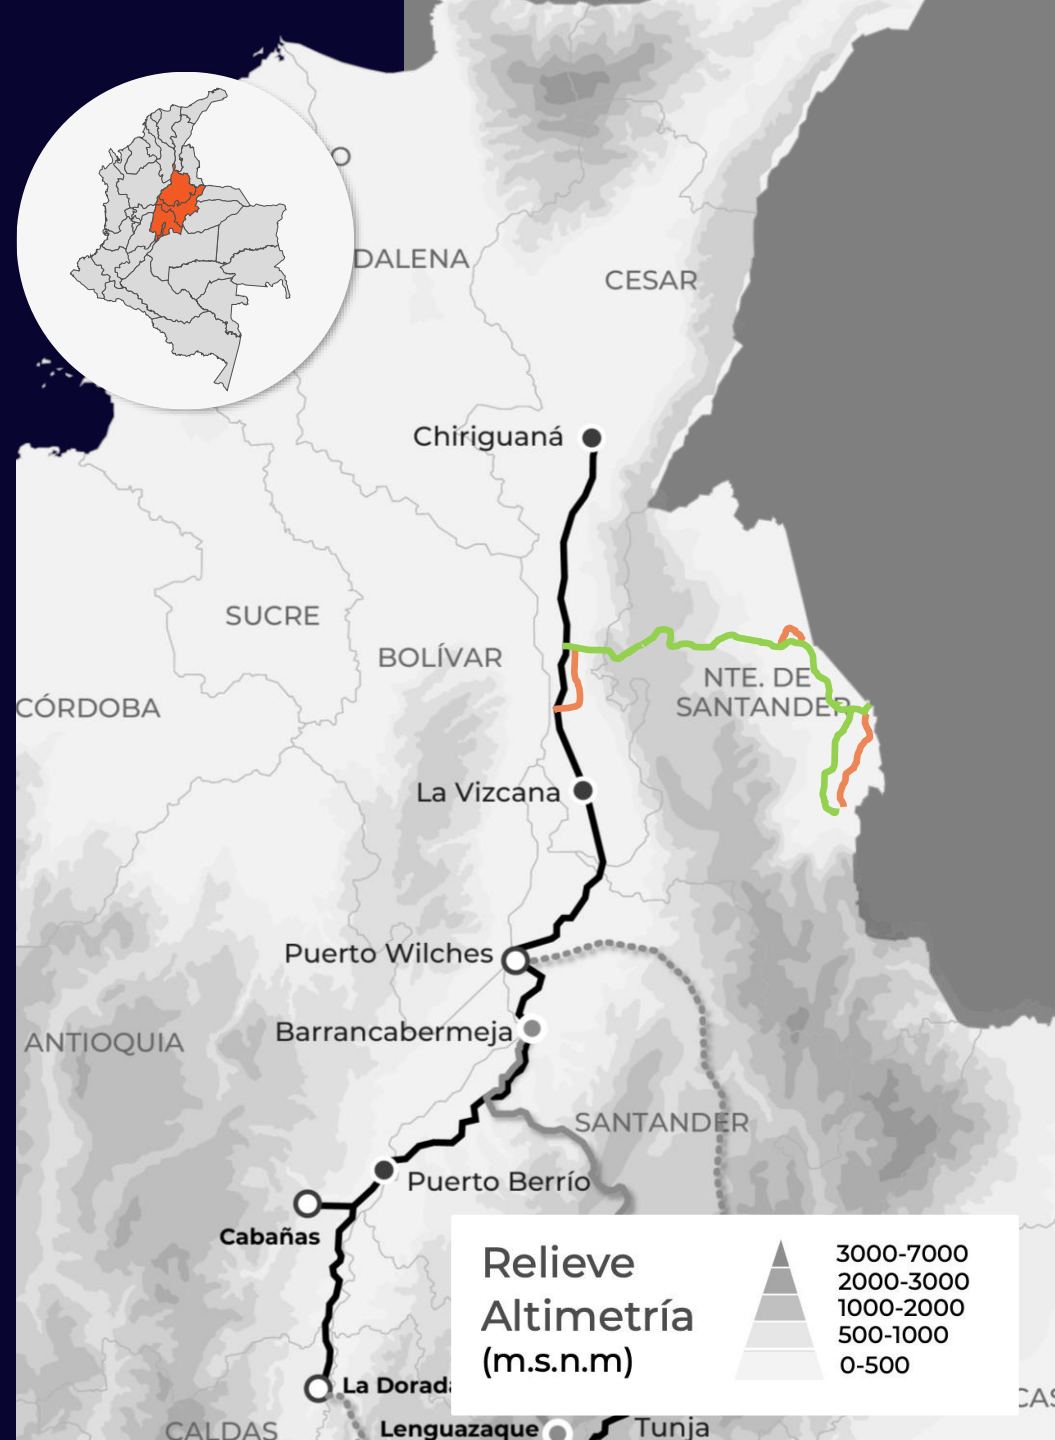 DALENA
CESAR
Chiriguaná
SUCRE
BOLÍVAR
NTE. DE
SANTANDER
CÓRDOBA
La Vizcana
Puerto Wilches
Barrancabermeja
ANTIOQUIA
SANTANDER
Puerto Berrío
Cabañas
Relieve
Altimetría
(m.s.n.m)
3000-7000
2000-3000
1000-2000
500-1000
0-500
La Dorada
CAS
CALDAS
Lenguazaque
Tunja